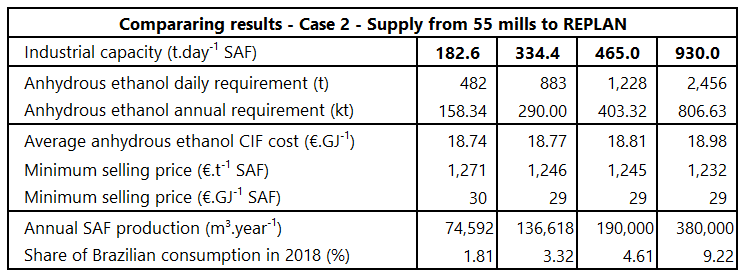 Compararing results - Case 2 - Supply from 55 mills to REPLAN
Industrial capacity (t.day⁻¹ SAF) 182.6 334.4 465.0 930.0
Anhydrous ethanol daily requirement (t) 482 883 1,228 2,456
Anhydrous ethanol annual requirement (kt) 158.34 290.00 403.32 806.63
Average anhydrous ethanol CIF cost (€.GJ⁻¹) 18.74 18.77 18.81 18.98
Minimum selling price (€.t⁻¹ SAF) 1,271 1,246 1,245 1,232
Minimum selling price (€.GJ⁻¹ SAF) 30 29 29 29
Annual SAF production (m³.year⁻¹) 74,592 136,618 190,000 380,000
Share of Brazilian consumption in 2018 (%) 1.81 3.32 4.61 9.22